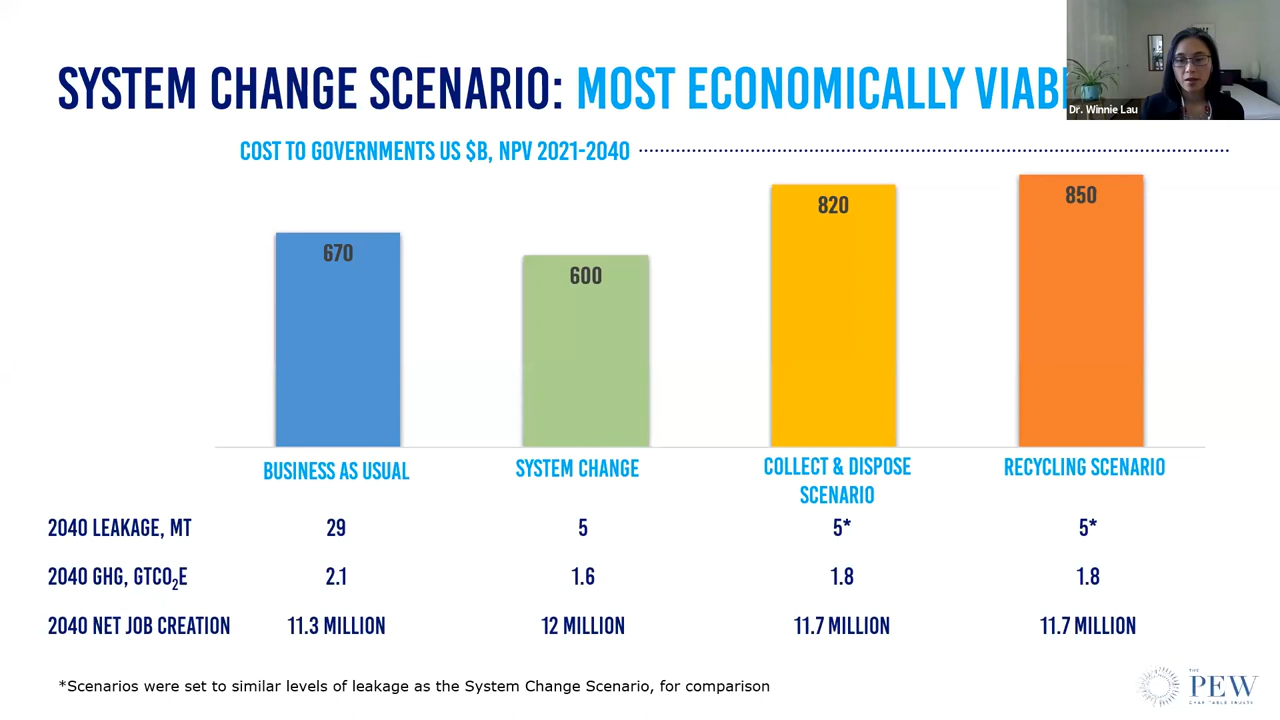 SYSTEM CHANGE SCENARIO: MOST ECONOMICALLY VIAB
Dr. Winnie Lau
COST TO GOVERNMENTS US $B, NPV 2021-2040
670
600
820
850
BUSINESS AS USUAL
SYSTEM CHANGE
COLLECT & DISPOSE
SCENARIO
RECYCLING SCENARIO
2040 LEAKAGE, MT 29 5 5* 5*
2040 GHG, GTCO₂E 2.1 1.6 1.8 1.8
2040 NET JOB CREATION 11.3 MILLION 12 MILLION 11.7 MILLION 11.7 MILLION
*Scenarios were set to similar levels of leakage as the System Change Scenario, for comparison
THE
PEW
CHARITABLE TRUSTS